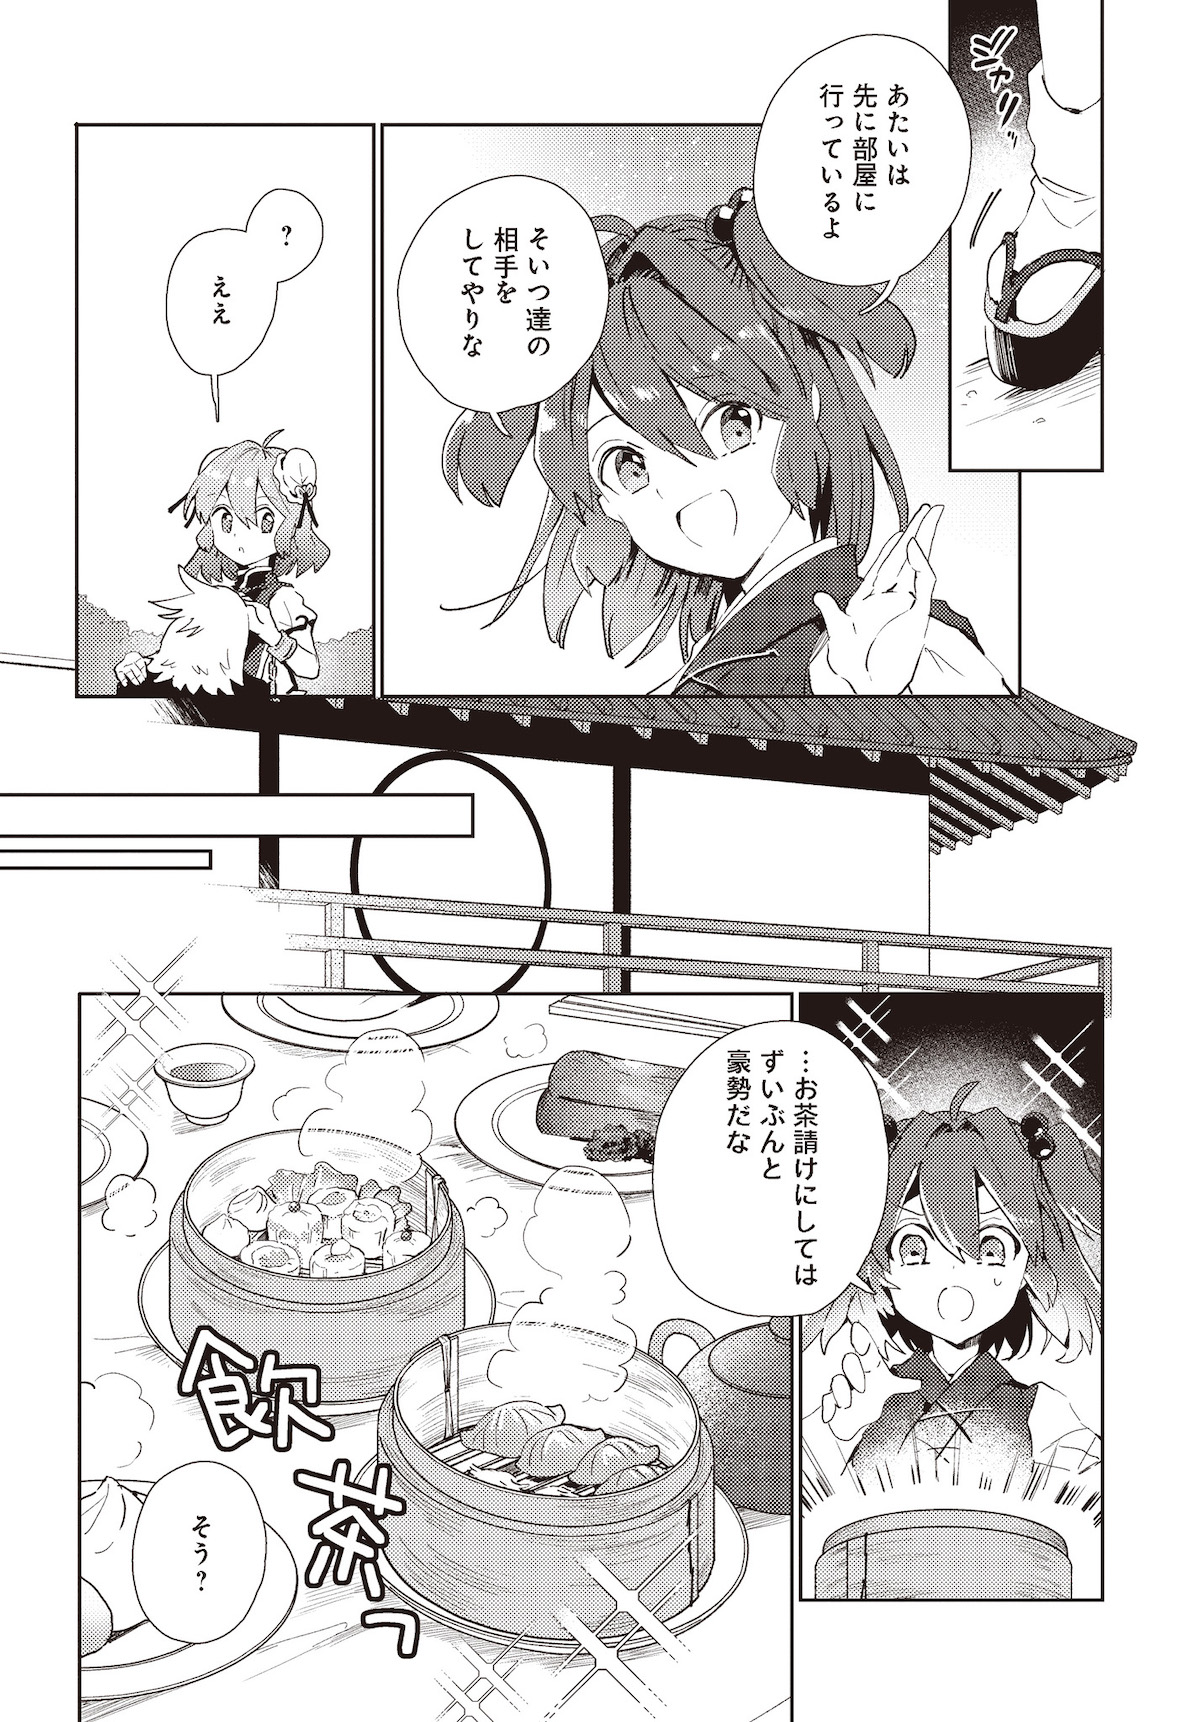 ジャリッ
あたいは
先に部屋に
行っているよ
そいつ達の
相手を
してやりな
?
ええ
…お茶請けにしては
ずいぶんと
豪勢だな
飲茶っ
そう?